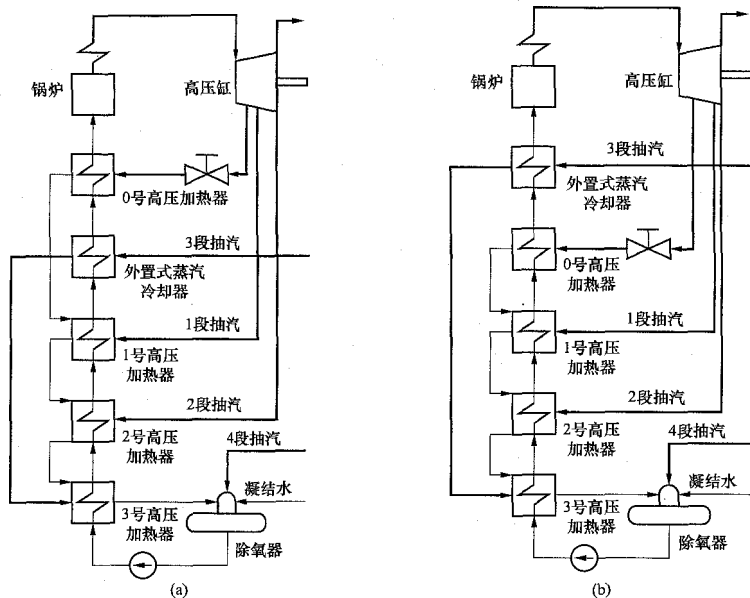 锅炉
高压缸
0号高压加热器
3段抽汽
外置式蒸汽
冷却器
1段抽汽
1号高压
加热器
2段抽汽
2号高压
加热器
4段抽汽
凝结水
3号高压
加热器
除氧器
(a)
锅炉
高压缸
3段抽汽
外置式蒸汽
冷却器
0号高压
加热器
1段抽汽
1号高压
加热器
2段抽汽
2号高压
加热器
4段抽汽
凝结水
3号高压
加热器
除氧器
(b)